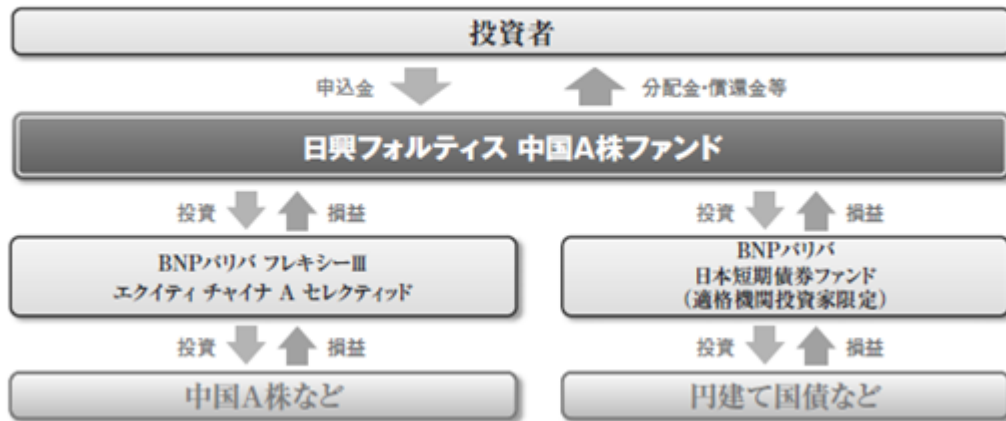 投資者
申込金
分配金・償還金等
日興フォルティス 中国A株ファンド
投資
損益
投資
損益
BNPパリバ フレキシーⅢ
エクイティ チャイナ A セレクティッド
BNPパリバ
日本短期債券ファンド
(適格機関投資家限定)
投資
損益
投資
損益
中国A株など
円建て国債など